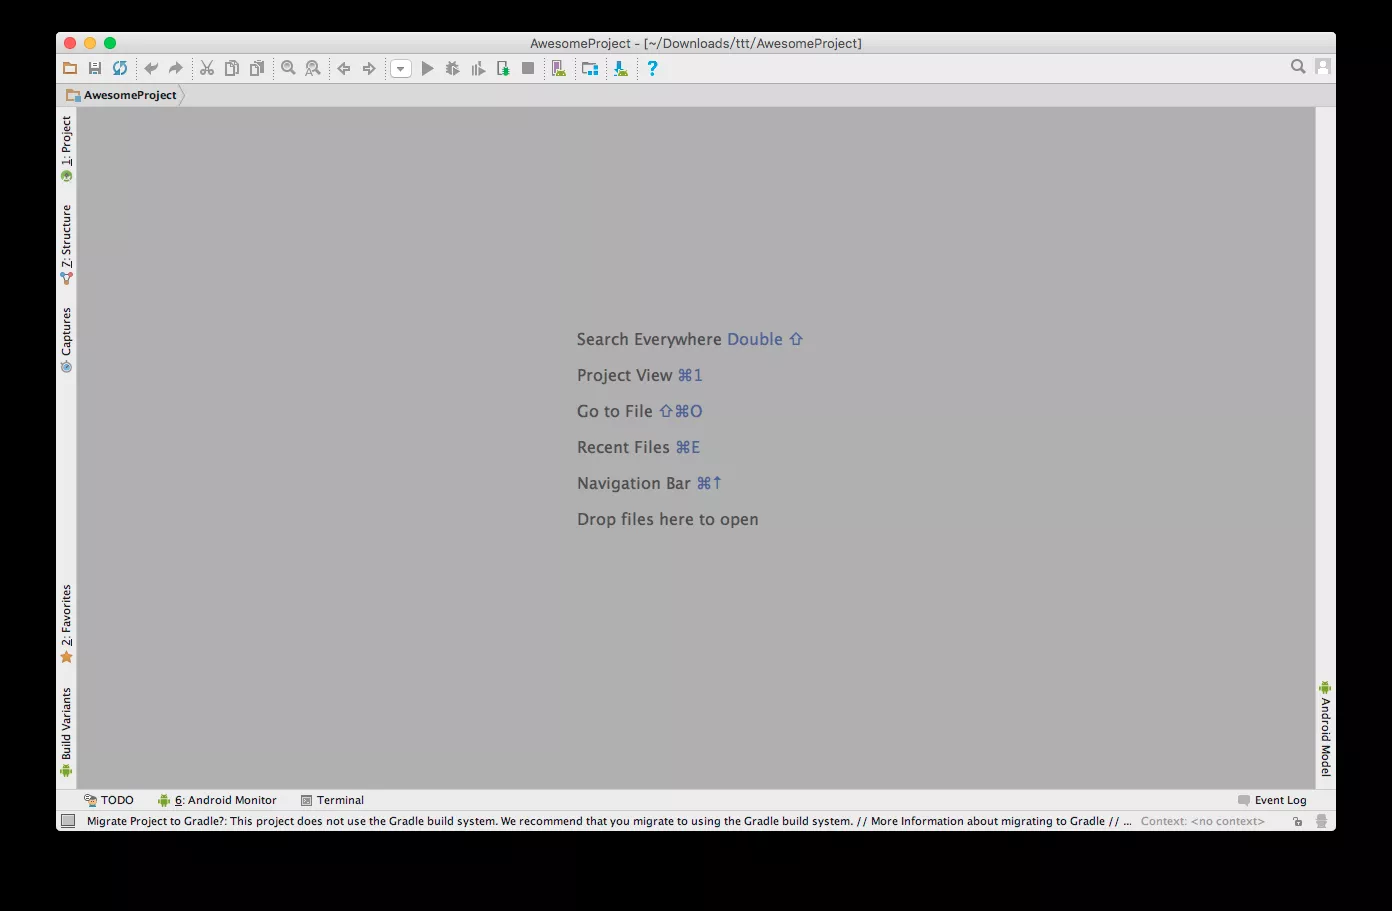 AwesomeProject - [~/Downloads/ttt/AwesomeProject]
?
AwesomeProject
1: Project
7: Structure
Captures
2: Favorites
Build Variants
Search Everywhere Double ⇧
Project View ⌘1
Go to File ⇧⌘O
Recent Files ⌘E
Navigation Bar ⌘↑
Drop files here to open
Android Model
TODO
6: Android Monitor
Terminal
Event Log
Migrate Project to Gradle?: This project does not use the Gradle build system. We recommend that you migrate to using the Gradle build system. // More Information about migrating to Gradle // ... Context: <no context>